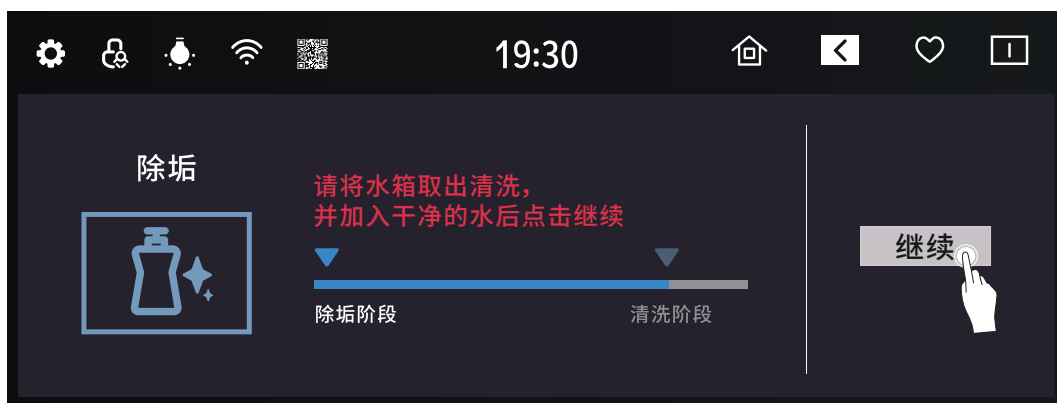 19:30
除垢
请将水箱取出清洗，
并加入干净的水后点击继续
除垢阶段
清洗阶段
继续